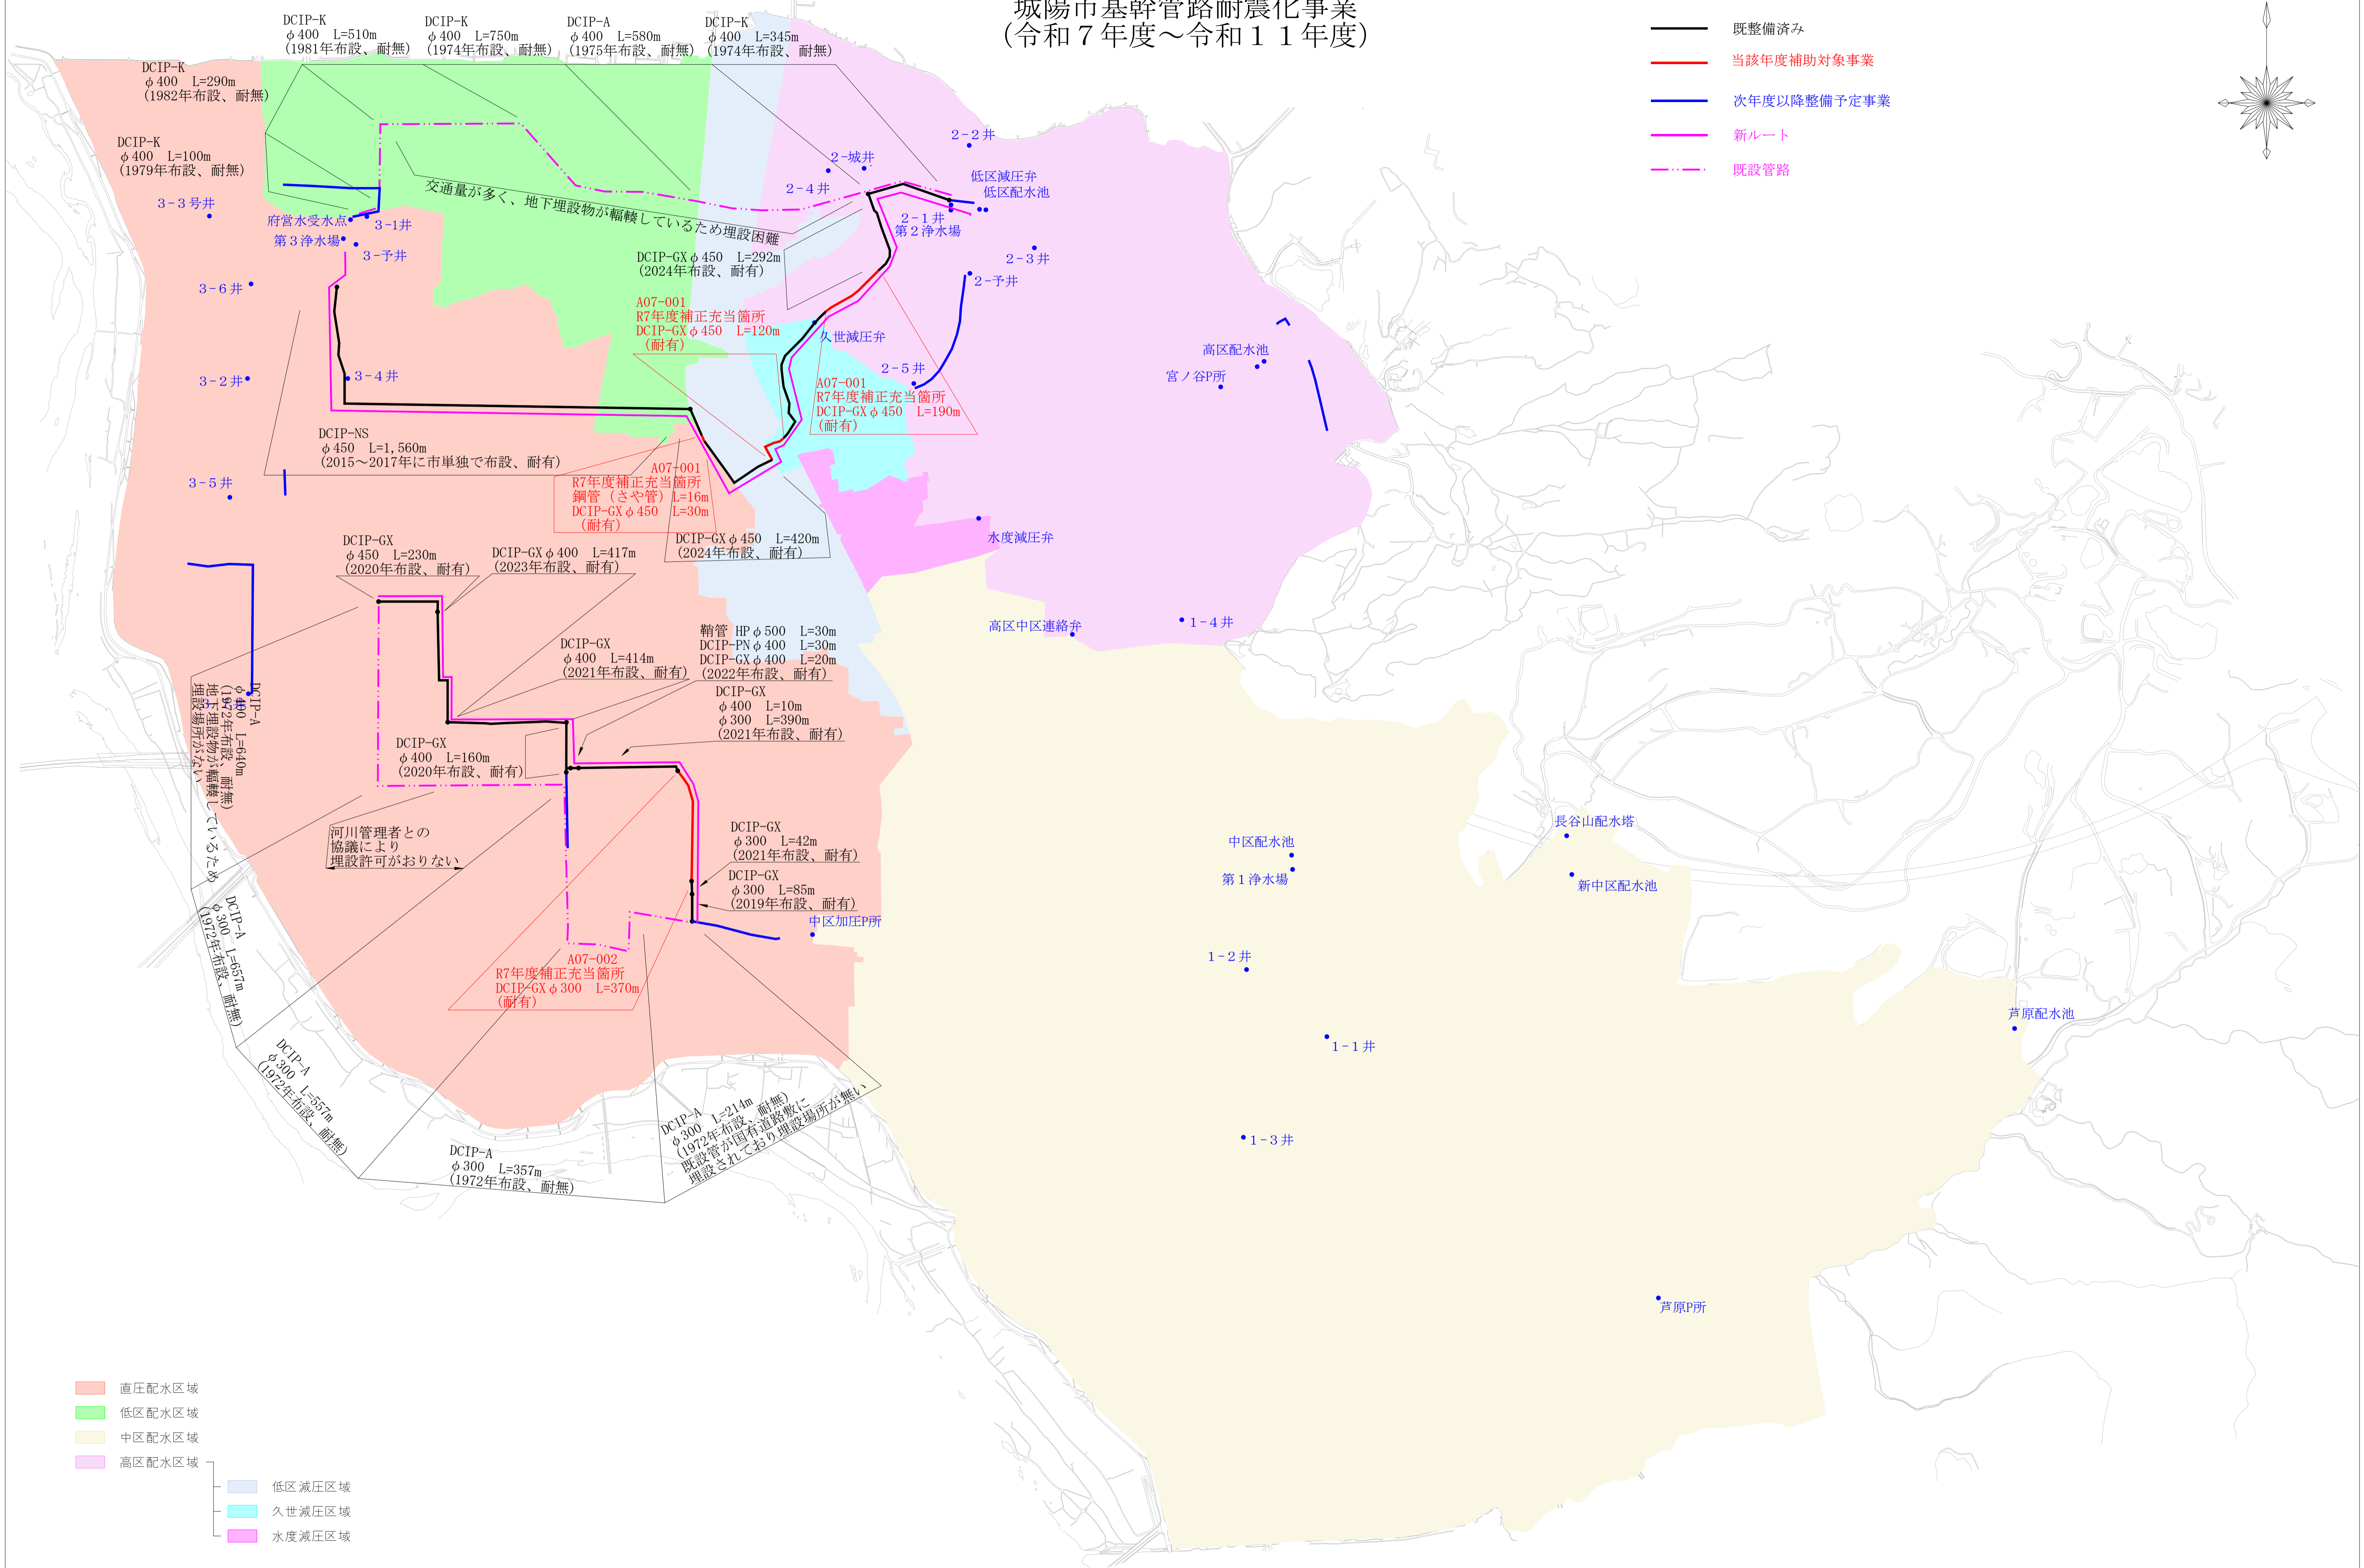 城陽市基幹管路耐震化事業
（令和７年度～令和１１年度）
既整備済み
当該年度補助対象事業
次年度以降整備予定事業
新ルート
既設管路
DCIP-K
φ400　L=510m
(1981年布設、耐無)
DCIP-K
φ400　L=750m
(1974年布設、耐無)
DCIP-A
φ400　L=580m
(1975年布設、耐無)
DCIP-K
φ400　L=345m
(1974年布設、耐無)
DCIP-K
φ400　L=290m
(1982年布設、耐無)
DCIP-K
φ400　L=100m
(1979年布設、耐無)
交通量が多く、地下埋設物が輻輳しているため埋設困難
２-２井
２-城井
２-４井
低区減圧弁
低区配水池
２-１井
第２浄水場
２-３井
２-予井
３-３号井
府営水受水点
３-1井
第３浄水場
３-予井
３-６井
３-２井
３-４井
３-５井
DCIP-GXφ450　L=292m
(2024年布設、耐有)
A07-001
R7年度補正充当箇所
DCIP-GXφ450　L=120m
(耐有)
久世減圧弁
２-５井
A07-001
R7年度補正充当箇所
DCIP-GXφ450　L=190m
(耐有)
高区配水池
宮ノ谷P所
DCIP-NS
φ450　L=1,560m
(2015～2017年に市単独で布設、耐有)
A07-001
R7年度補正充当箇所
鋼管（さや管）L=16m
DCIP-GXφ450　L=30m
(耐有)
DCIP-GXφ450　L=420m
(2024年布設、耐有)
水度減圧弁
DCIP-GX
φ450　L=230m
(2020年布設、耐有)
DCIP-GXφ400　L=417m
(2023年布設、耐有)
DCIP-GX
φ400　L=414m
(2021年布設、耐有)
鞘管 HPφ500　L=30m
DCIP-PNφ400　L=30m
DCIP-GXφ400　L=20m
(2022年布設、耐有)
DCIP-GX
φ400　L=10m
φ300　L=390m
(2021年布設、耐有)
DCIP-GX
φ400　L=160m
(2020年布設、耐有)
高区中区連絡弁
１-４井
DCIP-A
φ400　L=640m
(1972年布設、耐無)
地下埋設物が輻輳しているため
埋設場所がない
河川管理者との
協議により
埋設許可がおりない
DCIP-GX
φ300　L=42m
(2021年布設、耐有)
DCIP-GX
φ300　L=85m
(2019年布設、耐有)
中区加圧P所
A07-002
R7年度補正充当箇所
DCIP-GXφ300　L=370m
(耐有)
DCIP-A
φ300　L=657m
(1972年布設、耐無)
DCIP-A
φ300　L=557m
(1972年布設、耐無)
DCIP-A
φ300　L=357m
(1972年布設、耐無)
DCIP-A
φ300　L=214m
(1972年布設、耐無)
既設管が国有道路敷に
埋設されており埋設場所が無い
中区配水池
第１浄水場
長谷山配水塔
新中区配水池
１-２井
１-１井
１-３井
芦原配水池
芦原P所
直圧配水区域
低区配水区域
中区配水区域
高区配水区域
低区減圧区域
久世減圧区域
水度減圧区域